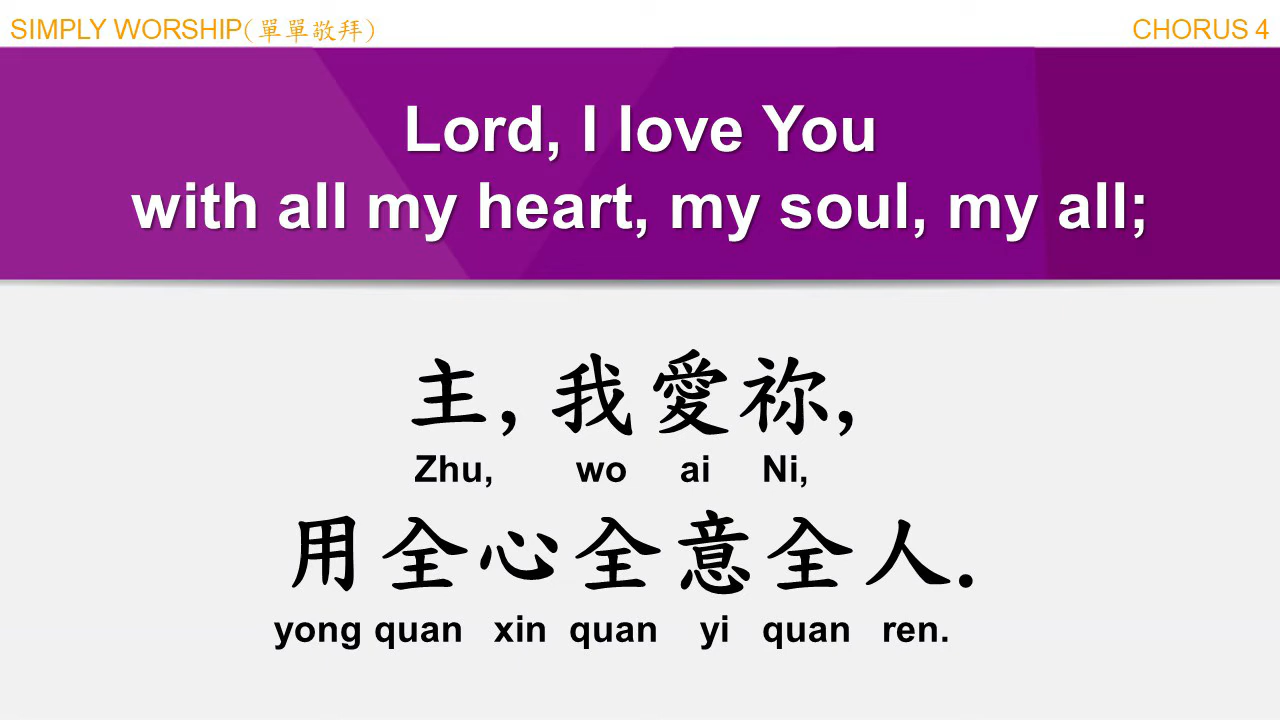 SIMPLY WORSHIP(單單敬拜)
CHORUS 4
Lord, I love You
with all my heart, my soul, my all;
主, 我愛祢,
Zhu, wo ai Ni,
用全心全意全人.
yong quan xin quan yi quan ren.